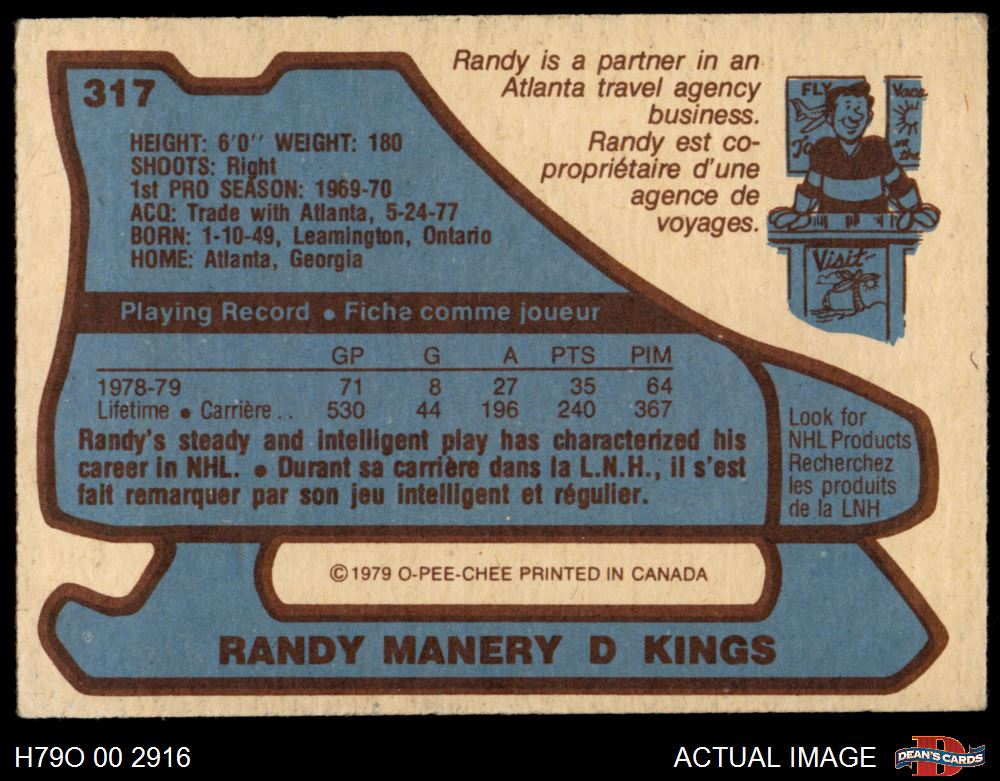 317
HEIGHT: 6'0'' WEIGHT: 180
SHOOTS: Right
1st PRO SEASON: 1969-70
ACQ: Trade with Atlanta, 5-24-77
BORN: 1-10-49, Leamington, Ontario
HOME: Atlanta, Georgia
Randy is a partner in an
Atlanta travel agency
business.
Randy est co-
propriétaire d'une
agence de
voyages.
FLY
To
Vaca
in
the
Visit
Playing Record • Fiche comme joueur
GP G A PTS PIM
1978-79 71 8 27 35 64
Lifetime • Carrière . . 530 44 196 240 367
Randy's steady and intelligent play has characterized his
career in NHL. • Durant sa carrière dans la L.N.H., il s'est
fait remarquer par son jeu intelligent et régulier.
Look for
NHL Products
Recherchez
les produits
de la LNH
©1979 O-PEE-CHEE PRINTED IN CANADA
RANDY MANERY D KINGS
H79O 00 2916
ACTUAL IMAGE
D
DEAN'S CARDS